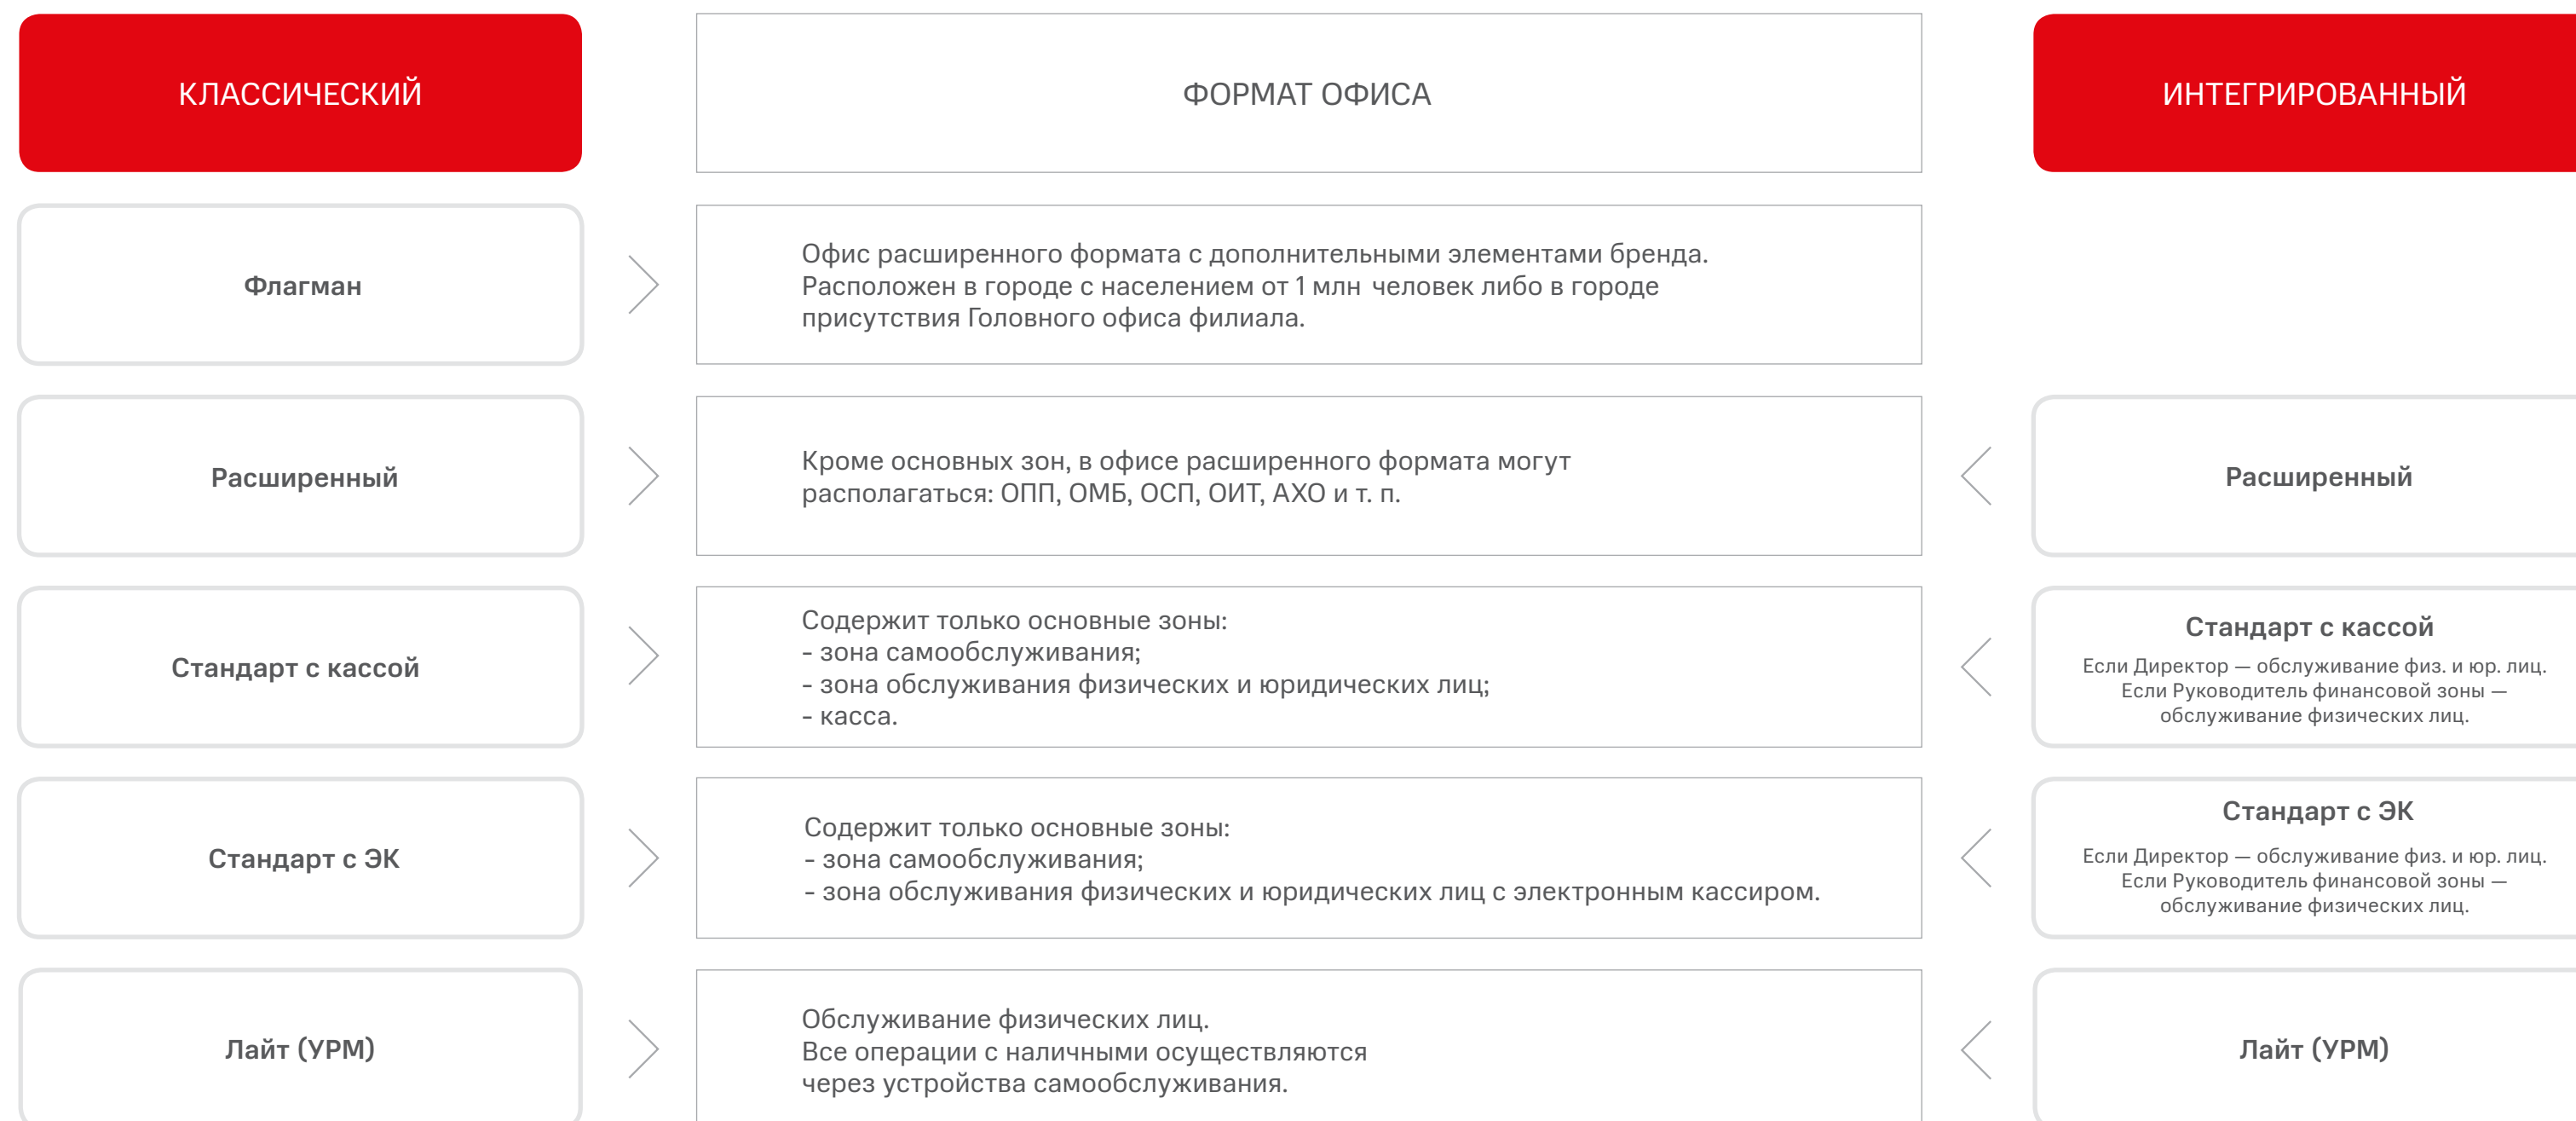 КЛАССИЧЕСКИЙ
ФОРМАТ ОФИСА
ИНТЕГРИРОВАННЫЙ
Флагман
Офис расширенного формата с дополнительными элементами бренда.
Расположен в городе с населением от 1 млн человек либо в городе
присутствия Головного офиса филиала.
Расширенный
Кроме основных зон, в офисе расширенного формата могут
располагаться: ОПП, ОМБ, ОСП, ОИТ, АХО и т. п.
Расширенный
Стандарт с кассой
Содержит только основные зоны:
- зона самообслуживания;
- зона обслуживания физических и юридических лиц;
- касса.
Стандарт с кассой
Если Директор — обслуживание физ. и юр. лиц.
Если Руководитель финансовой зоны —
обслуживание физических лиц.
Стандарт с ЭК
Содержит только основные зоны:
- зона самообслуживания;
- зона обслуживания физических и юридических лиц с электронным кассиром.
Стандарт с ЭК
Если Директор — обслуживание физ. и юр. лиц.
Если Руководитель финансовой зоны —
обслуживание физических лиц.
Лайт (УРМ)
Обслуживание физических лиц.
Все операции с наличными осуществляются
через устройства самообслуживания.
Лайт (УРМ)